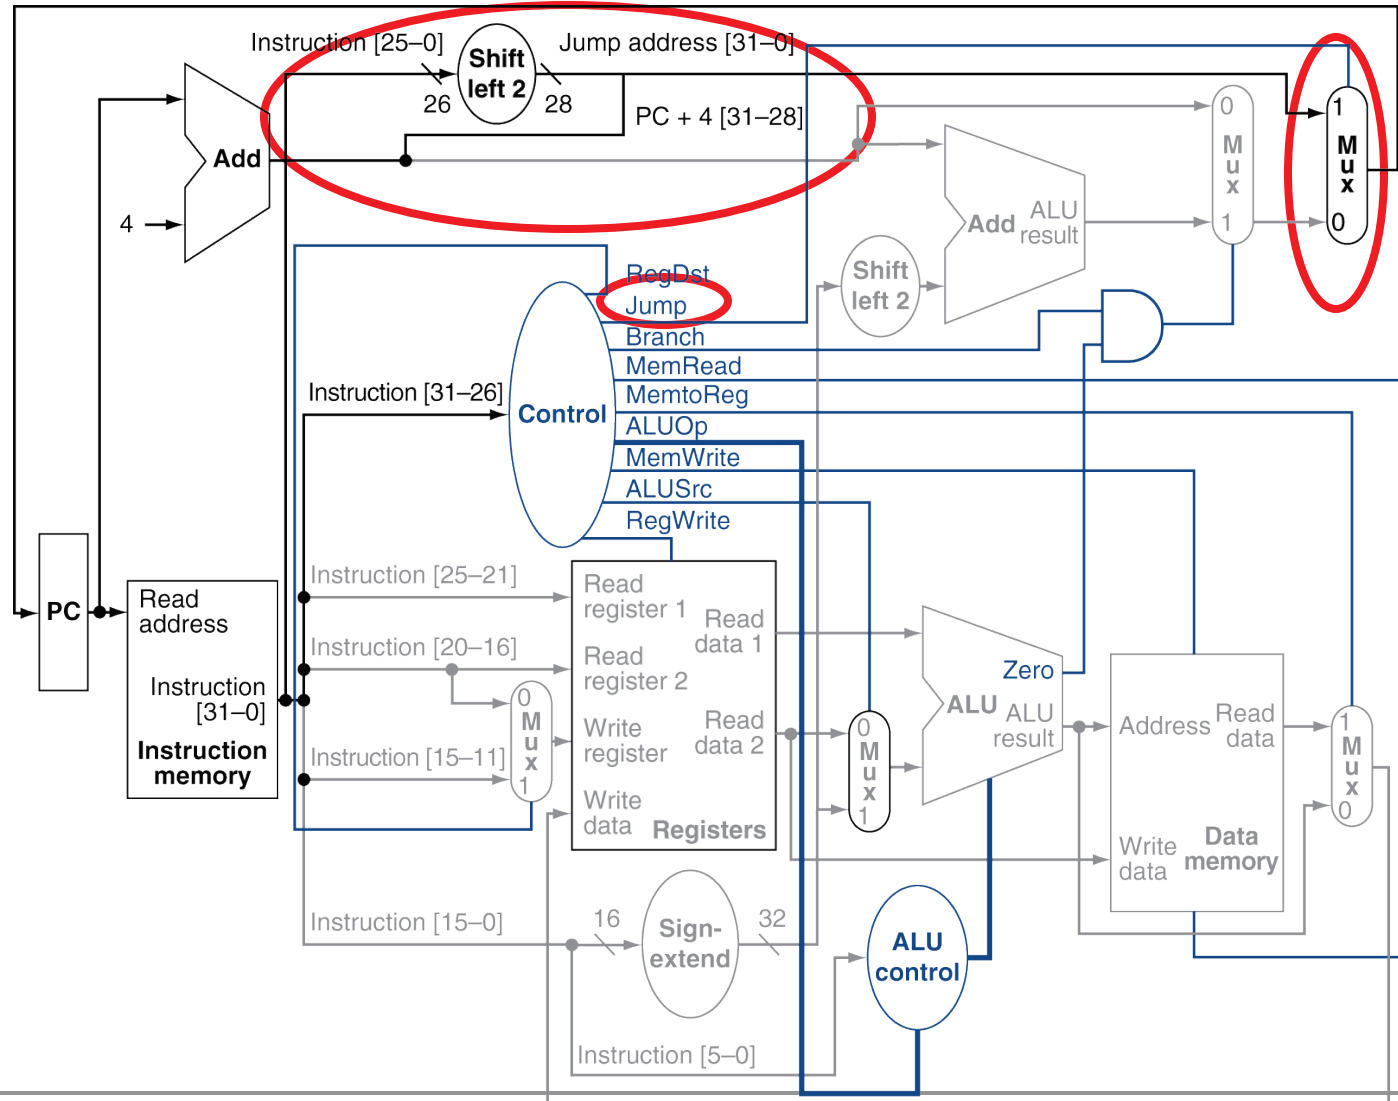 Instruction [25–0]
Shift
left 2
Jump address [31–0]
26
28
PC + 4 [31–28]
Add
4
0
M
u
x
1
1
M
u
x
0
Add
ALU
result
Shift
left 2
RegDst
Jump
Branch
MemRead
MemtoReg
ALUOp
MemWrite
ALUSrc
RegWrite
Instruction [31–26]
Control
PC
Read
address
Instruction
[31–0]
Instruction
memory
Instruction [25–21]
Instruction [20–16]
Instruction [15–11]
0
M
u
x
1
Read
register 1
Read
register 2
Write
register
Write
data
Read
data 1
Read
data 2
Registers
0
M
u
x
1
Zero
ALU
ALU
result
Address
Read
data
Write
data
Data
memory
1
M
u
x
0
Instruction [15–0]
16
Sign-
extend
32
ALU
control
Instruction [5–0]